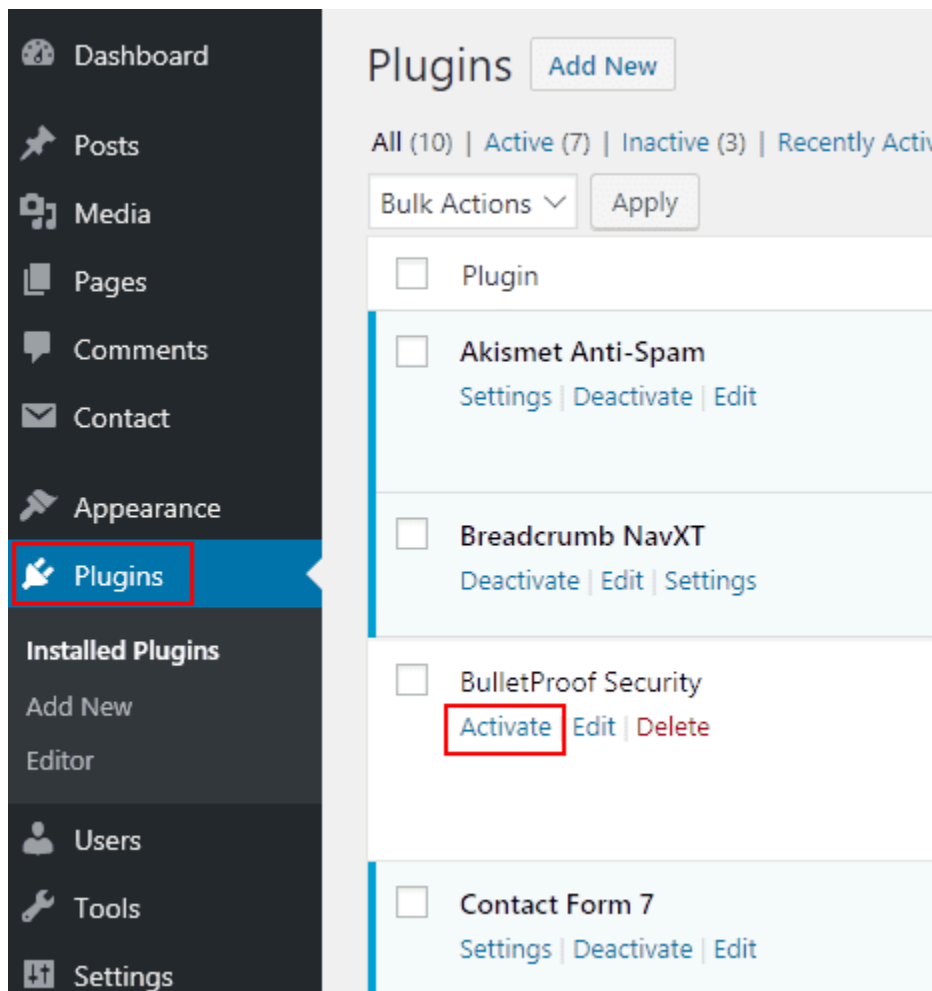 Dashboard
Posts
Media
Pages
Comments
Contact
Appearance
Plugins
Installed Plugins
Add New
Editor
Users
Tools
Settings
Plugins Add New
All (10) | Active (7) | Inactive (3) | Recently
Bulk Actions Apply
Plugin
Akismet Anti-Spam
Settings | Deactivate | Edit
Breadcrumb NavXT
Deactivate | Edit | Settings
BulletProof Security
Activate Edit | Delete
Contact Form 7
Settings | Deactivate | Edit